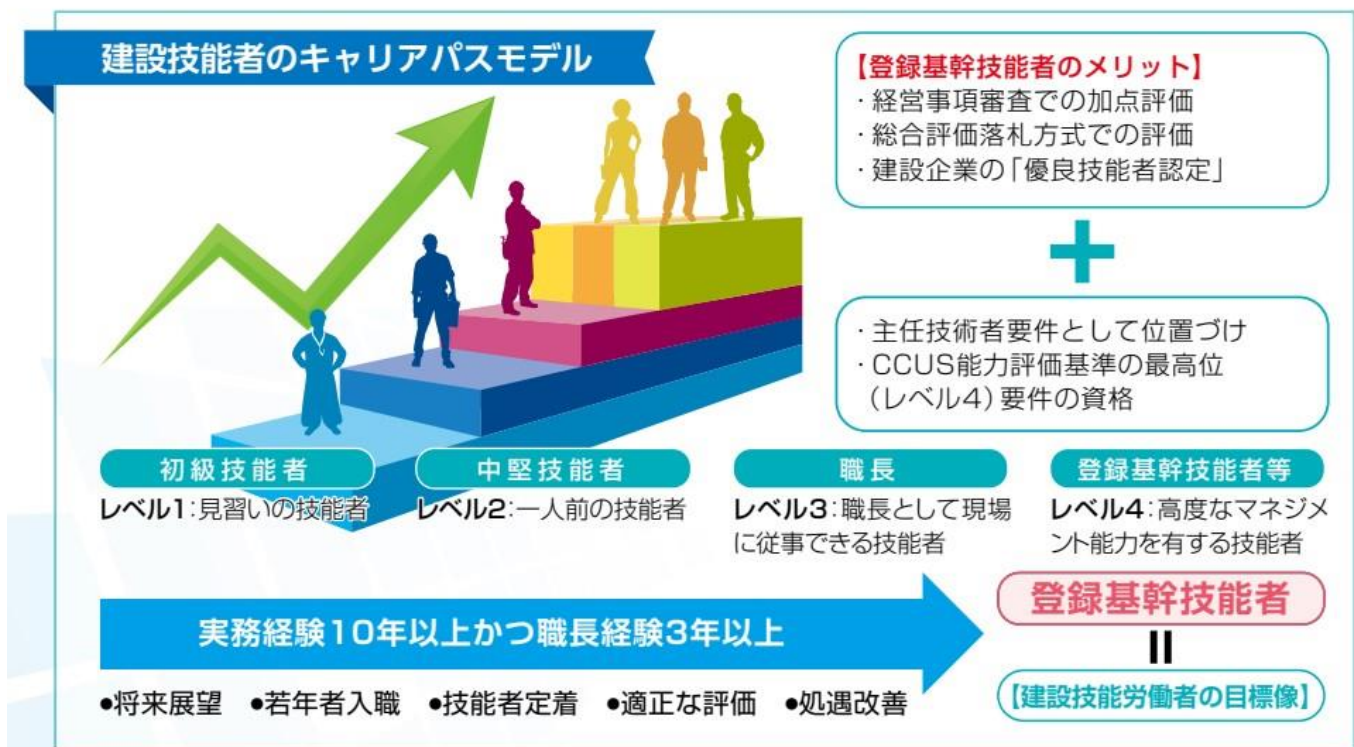 建設技能者のキャリアパスモデル
【登録基幹技能者のメリット】
・経営事項審査での加点評価
・総合評価落札方式での評価
・建設企業の「優良技能者認定」
＋
・主任技術者要件として位置づけ
・CCUS能力評価基準の最高位
（レベル4）要件の資格
初級技能者
レベル1：見習いの技能者
中堅技能者
レベル2：一人前の技能者
職長
レベル3：職長として現場
に従事できる技能者
登録基幹技能者等
レベル4：高度なマネジメ
ント能力を有する技能者
実務経験10年以上かつ職長経験3年以上
●将来展望 ●若年者入職 ●技能者定着 ●適正な評価 ●処遇改善
登録基幹技能者
＝
【建設技能労働者の目標像】